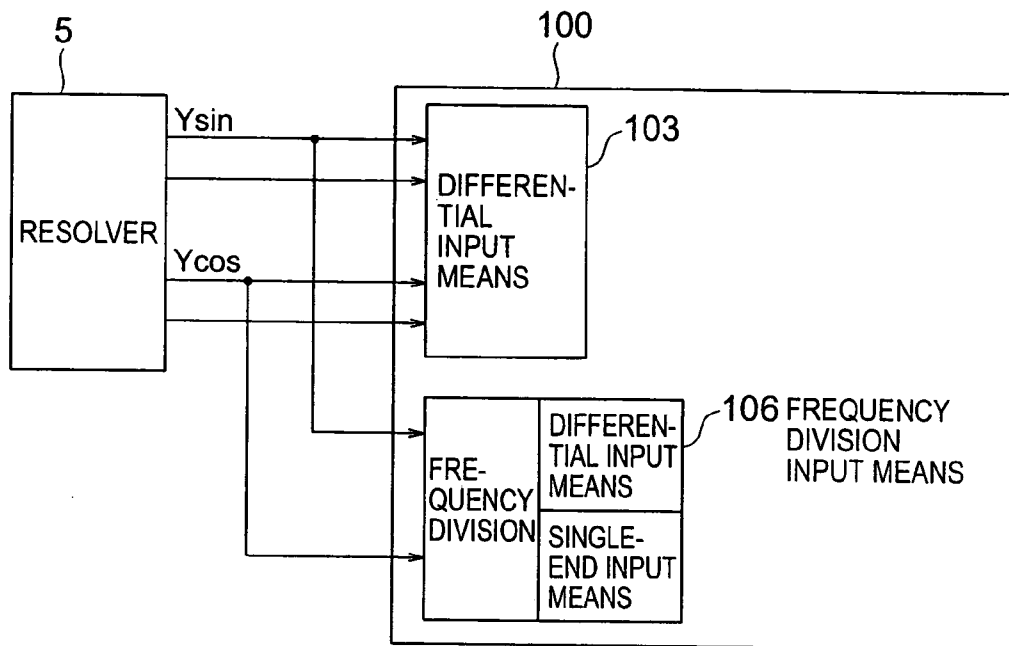 5
100
Ysin
103
DIFFEREN-
TIAL
INPUT
MEANS
RESOLVER
Ycos
106 FREQUENCY
DIVISION
INPUT MEANS
FRE-
QUENCY
DIVISION
DIFFEREN-
TIAL INPUT
MEANS
SINGLE-
END INPUT
MEANS